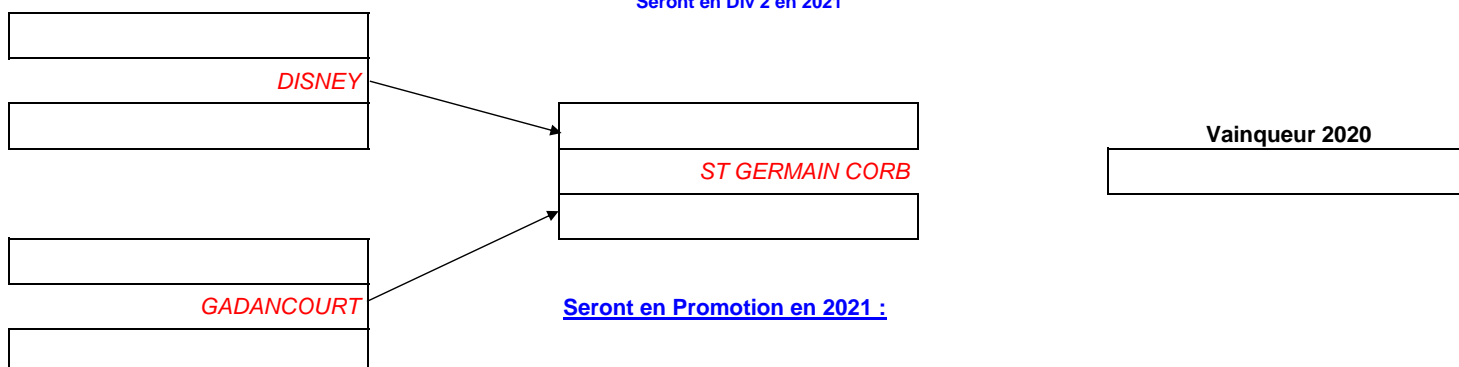 Seront en Div 2 en 2021
DISNEY
Vainqueur 2020
ST GERMAIN CORB
GADANCOURT
Seront en Promotion en 2021 :